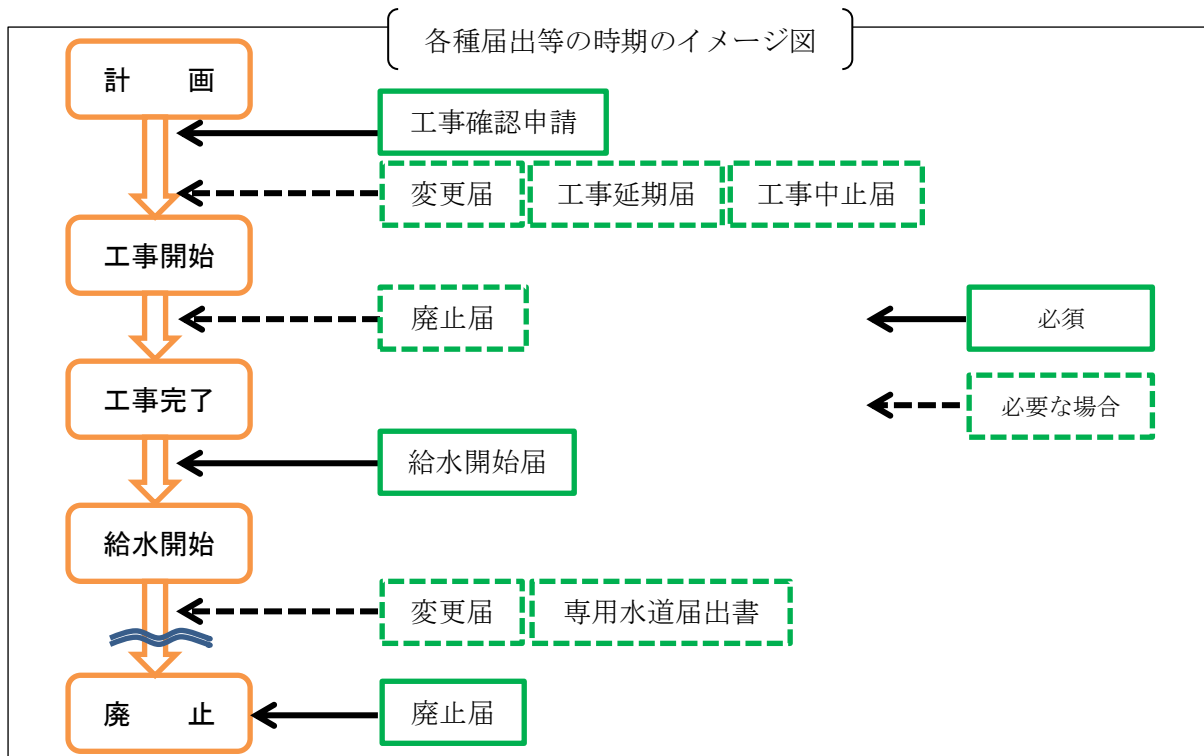 各種届出等の時期のイメージ図
計　　画
工事確認申請
変更届　工事延期届　工事中止届
工事開始
廃止届
必須
工事完了
必要な場合
給水開始届
給水開始
変更届　専用水道届出書
廃　　止
廃止届